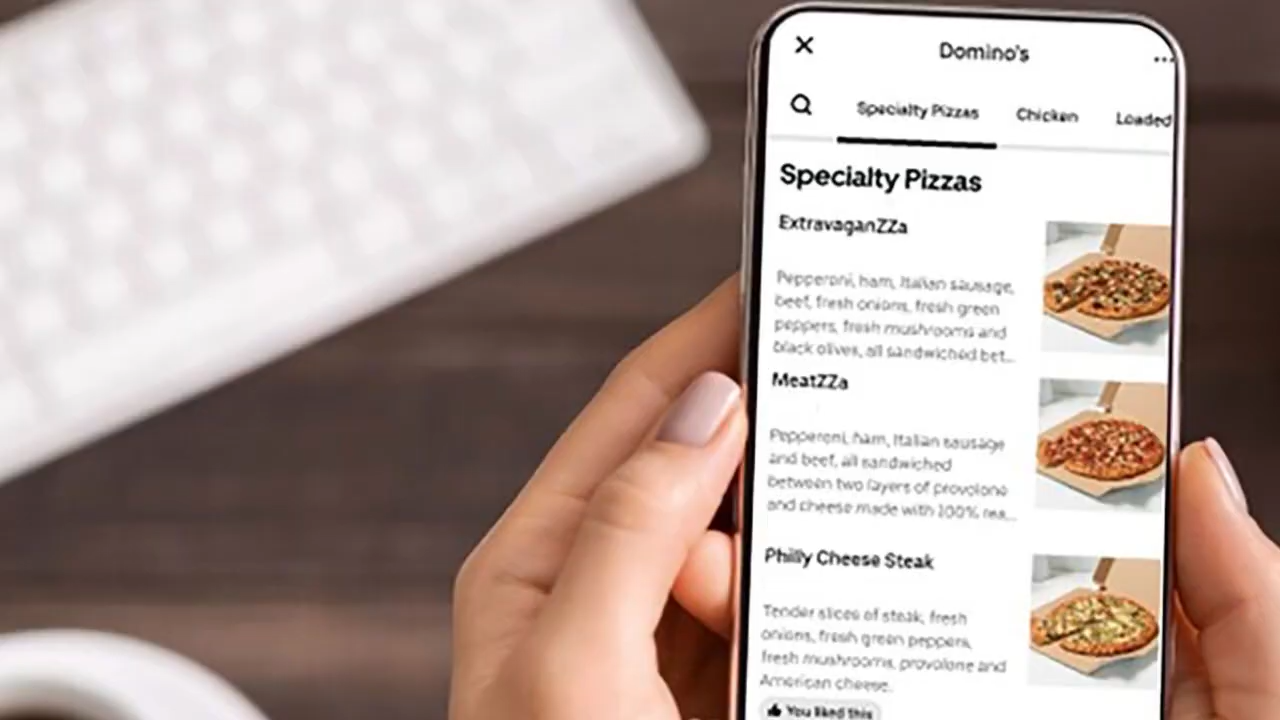 Domino's
Specialty Pizzas
Chicken
Loaded
Specialty Pizzas
ExtravaganZZa
Pepperoni, ham, Italian sausage,
beef, fresh onions, fresh green
peppers, fresh mushrooms and
black olives, all sandwiched bet...
MeatZZa
Pepperoni, ham, Italian sausage
and beef, all sandwiched
between two layers of provolone
and cheese made with 100% rea...
Philly Cheese Steak
Tender slices of steak, fresh
onions, fresh green peppers,
fresh mushrooms, provolone and
American cheese.
You liked this